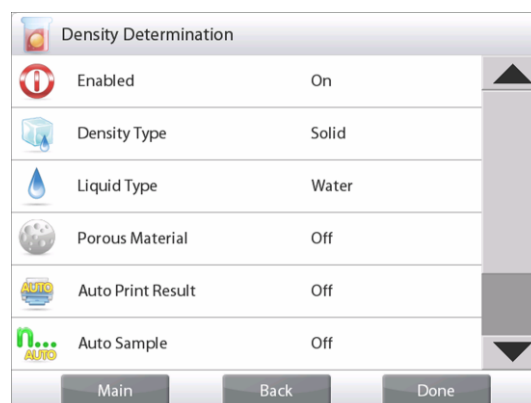 Density Determination
Enabled On
Density Type Solid
Liquid Type Water
Porous Material Off
AUTO
Auto Print Result Off
n...
AUTO
Auto Sample Off
Main Back Done